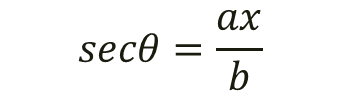 secθ = ax/b